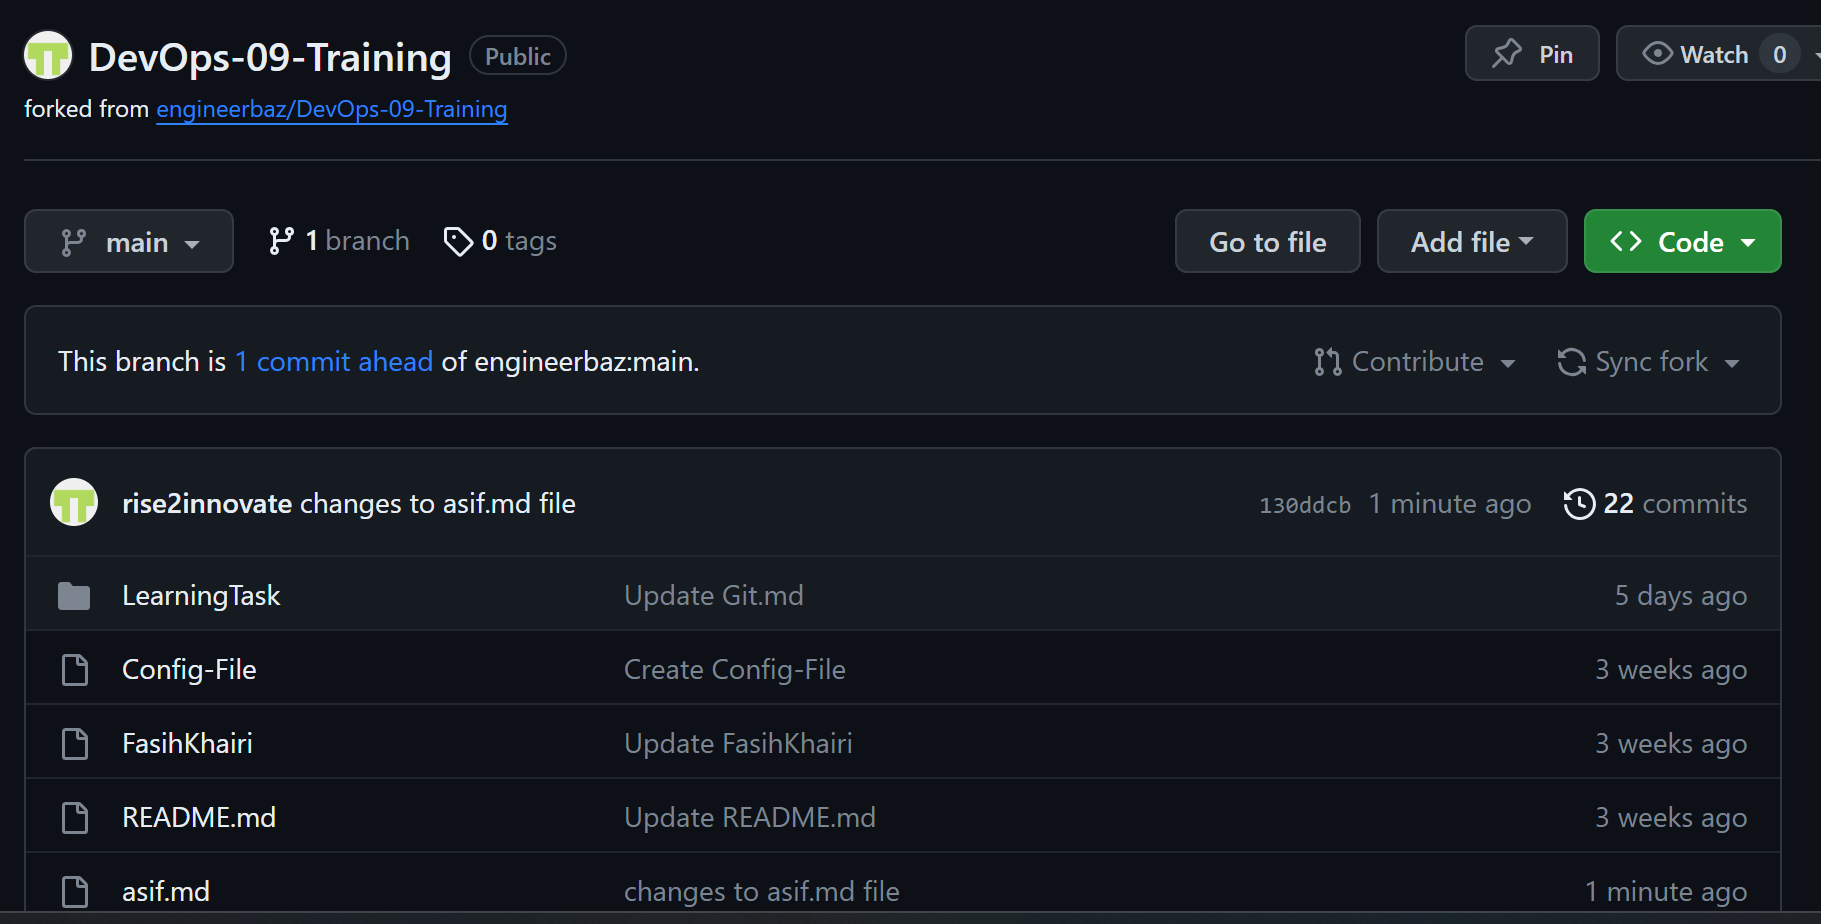 DevOps-09-Training Public Pin Watch 0
forked from engineerbaz/DevOps-09-Training
main 1 branch 0 tags Go to file Add file Code
This branch is 1 commit ahead of engineerbaz:main. Contribute Sync fork
rise2innovate changes to asif.md file 130ddcb 1 minute ago 22 commits
LearningTask Update Git.md 5 days ago
Config-File Create Config-File 3 weeks ago
FasihKhairi Update FasihKhairi 3 weeks ago
README.md Update README.md 3 weeks ago
asif.md changes to asif.md file 1 minute ago